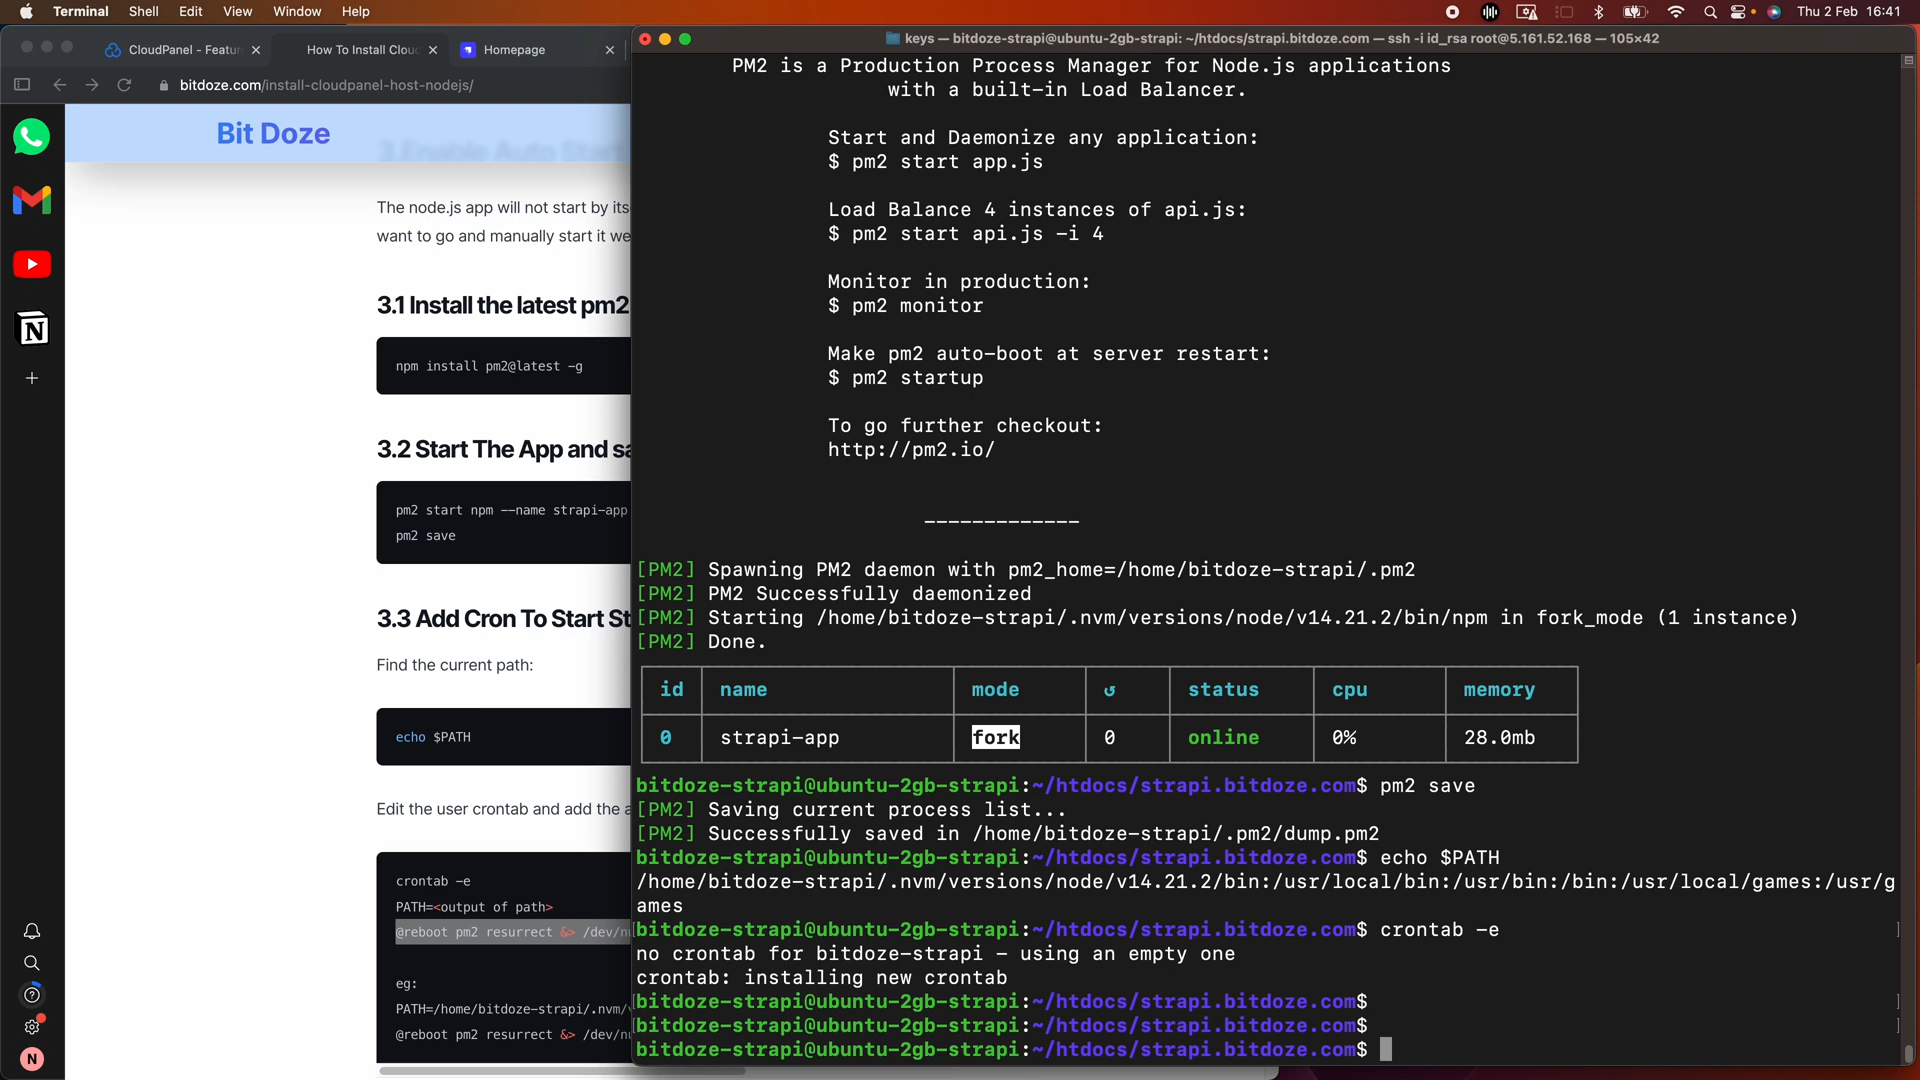 Terminal Shell Edit View Window Help
Thu 2 Feb 16:41
CloudPanel - Featur
How To Install Clou
Homepage
bitdoze.com/install-cloudpanel-host-nodejs/
Bit Doze
3.Enable Auto Start
The node.js app will not start by its
want to go and manually start it we
3.1 Install the latest pm2
npm install pm2@latest -g
3.2 Start The App and sa
pm2 start npm --name strapi-app
pm2 save
3.3 Add Cron To Start St
Find the current path:
echo $PATH
Edit the user crontab and add the a
crontab -e
PATH=<output of path>
@reboot pm2 resurrect &> /dev/nu
eg:
PATH=/home/bitdoze-strapi/.nvm/v
@reboot pm2 resurrect &> /dev/nu
N
keys — bitdoze-strapi@ubuntu-2gb-strapi: ~/htdocs/strapi.bitdoze.com — ssh -i id_rsa root@5.161.52.168 — 105×42
PM2 is a Production Process Manager for Node.js applications
with a built-in Load Balancer.
Start and Daemonize any application:
$ pm2 start app.js
Load Balance 4 instances of api.js:
$ pm2 start api.js -i 4
Monitor in production:
$ pm2 monitor
Make pm2 auto-boot at server restart:
$ pm2 startup
To go further checkout:
http://pm2.io/
-------------
[PM2] Spawning PM2 daemon with pm2_home=/home/bitdoze-strapi/.pm2
[PM2] PM2 Successfully daemonized
[PM2] Starting /home/bitdoze-strapi/.nvm/versions/node/v14.21.2/bin/npm in fork_mode (1 instance)
[PM2] Done.
id name mode ↺ status cpu memory
0 strapi-app fork 0 online 0% 28.0mb
bitdoze-strapi@ubuntu-2gb-strapi:~/htdocs/strapi.bitdoze.com$ pm2 save
[PM2] Saving current process list...
[PM2] Successfully saved in /home/bitdoze-strapi/.pm2/dump.pm2
bitdoze-strapi@ubuntu-2gb-strapi:~/htdocs/strapi.bitdoze.com$ echo $PATH
/home/bitdoze-strapi/.nvm/versions/node/v14.21.2/bin:/usr/local/bin:/usr/bin:/bin:/usr/local/games:/usr/g
ames
[bitdoze-strapi@ubuntu-2gb-strapi:~/htdocs/strapi.bitdoze.com$ crontab -e ]
no crontab for bitdoze-strapi - using an empty one
crontab: installing new crontab
[bitdoze-strapi@ubuntu-2gb-strapi:~/htdocs/strapi.bitdoze.com$ ]
[bitdoze-strapi@ubuntu-2gb-strapi:~/htdocs/strapi.bitdoze.com$ ]
bitdoze-strapi@ubuntu-2gb-strapi:~/htdocs/strapi.bitdoze.com$